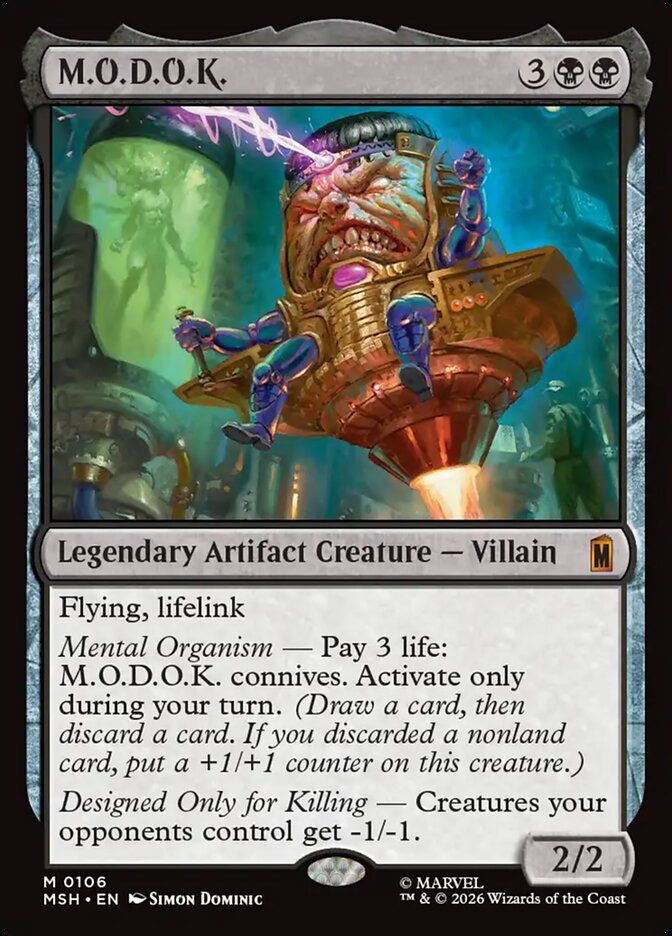 M.O.D.O.K. 3
Legendary Artifact Creature — Villain M
Flying, lifelink
Mental Organism — Pay 3 life:
M.O.D.O.K. connives. Activate only
during your turn. (Draw a card, then
discard a card. If you discarded a nonland
card, put a +1/+1 counter on this creature.)
Designed Only for Killing — Creatures your
opponents control get -1/-1.
2/2
M 0106
MSH • EN SIMON DOMINIC
© MARVEL
™ & © 2026 Wizards of the Coast